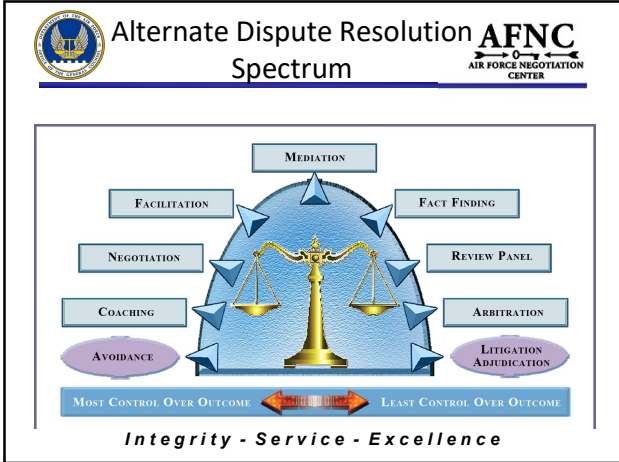 Alternate Dispute Resolution
Spectrum
AFNC
AIR FORCE NEGOTIATION
CENTER
MEDIATION
FACILITATION
FACT FINDING
NEGOTIATION
REVIEW PANEL
COACHING
ARBITRATION
AVOIDANCE
LITIGATION
ADJUDICATION
MOST CONTROL OVER OUTCOME
LEAST CONTROL OVER OUTCOME
Integrity - Service - Excellence